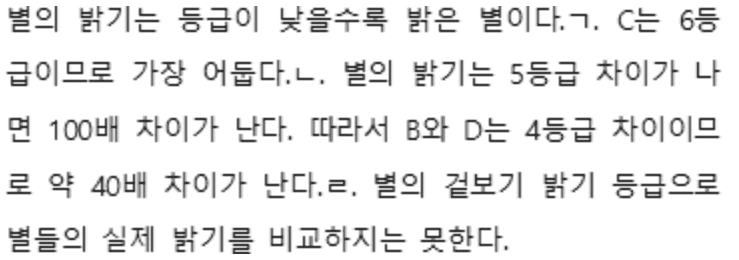 별의 밝기는 등급이 낮을수록 밝은 별이다.ㄱ. C는 6등
급이므로 가장 어둡다.ㄴ. 별의 밝기는 5등급 차이가 나
면 100배 차이가 난다. 따라서 B와 D는 4등급 차이이므
로 약 40배 차이가 난다.ㄹ. 별의 겉보기 밝기 등급으로
별들의 실제 밝기를 비교하지는 못한다.